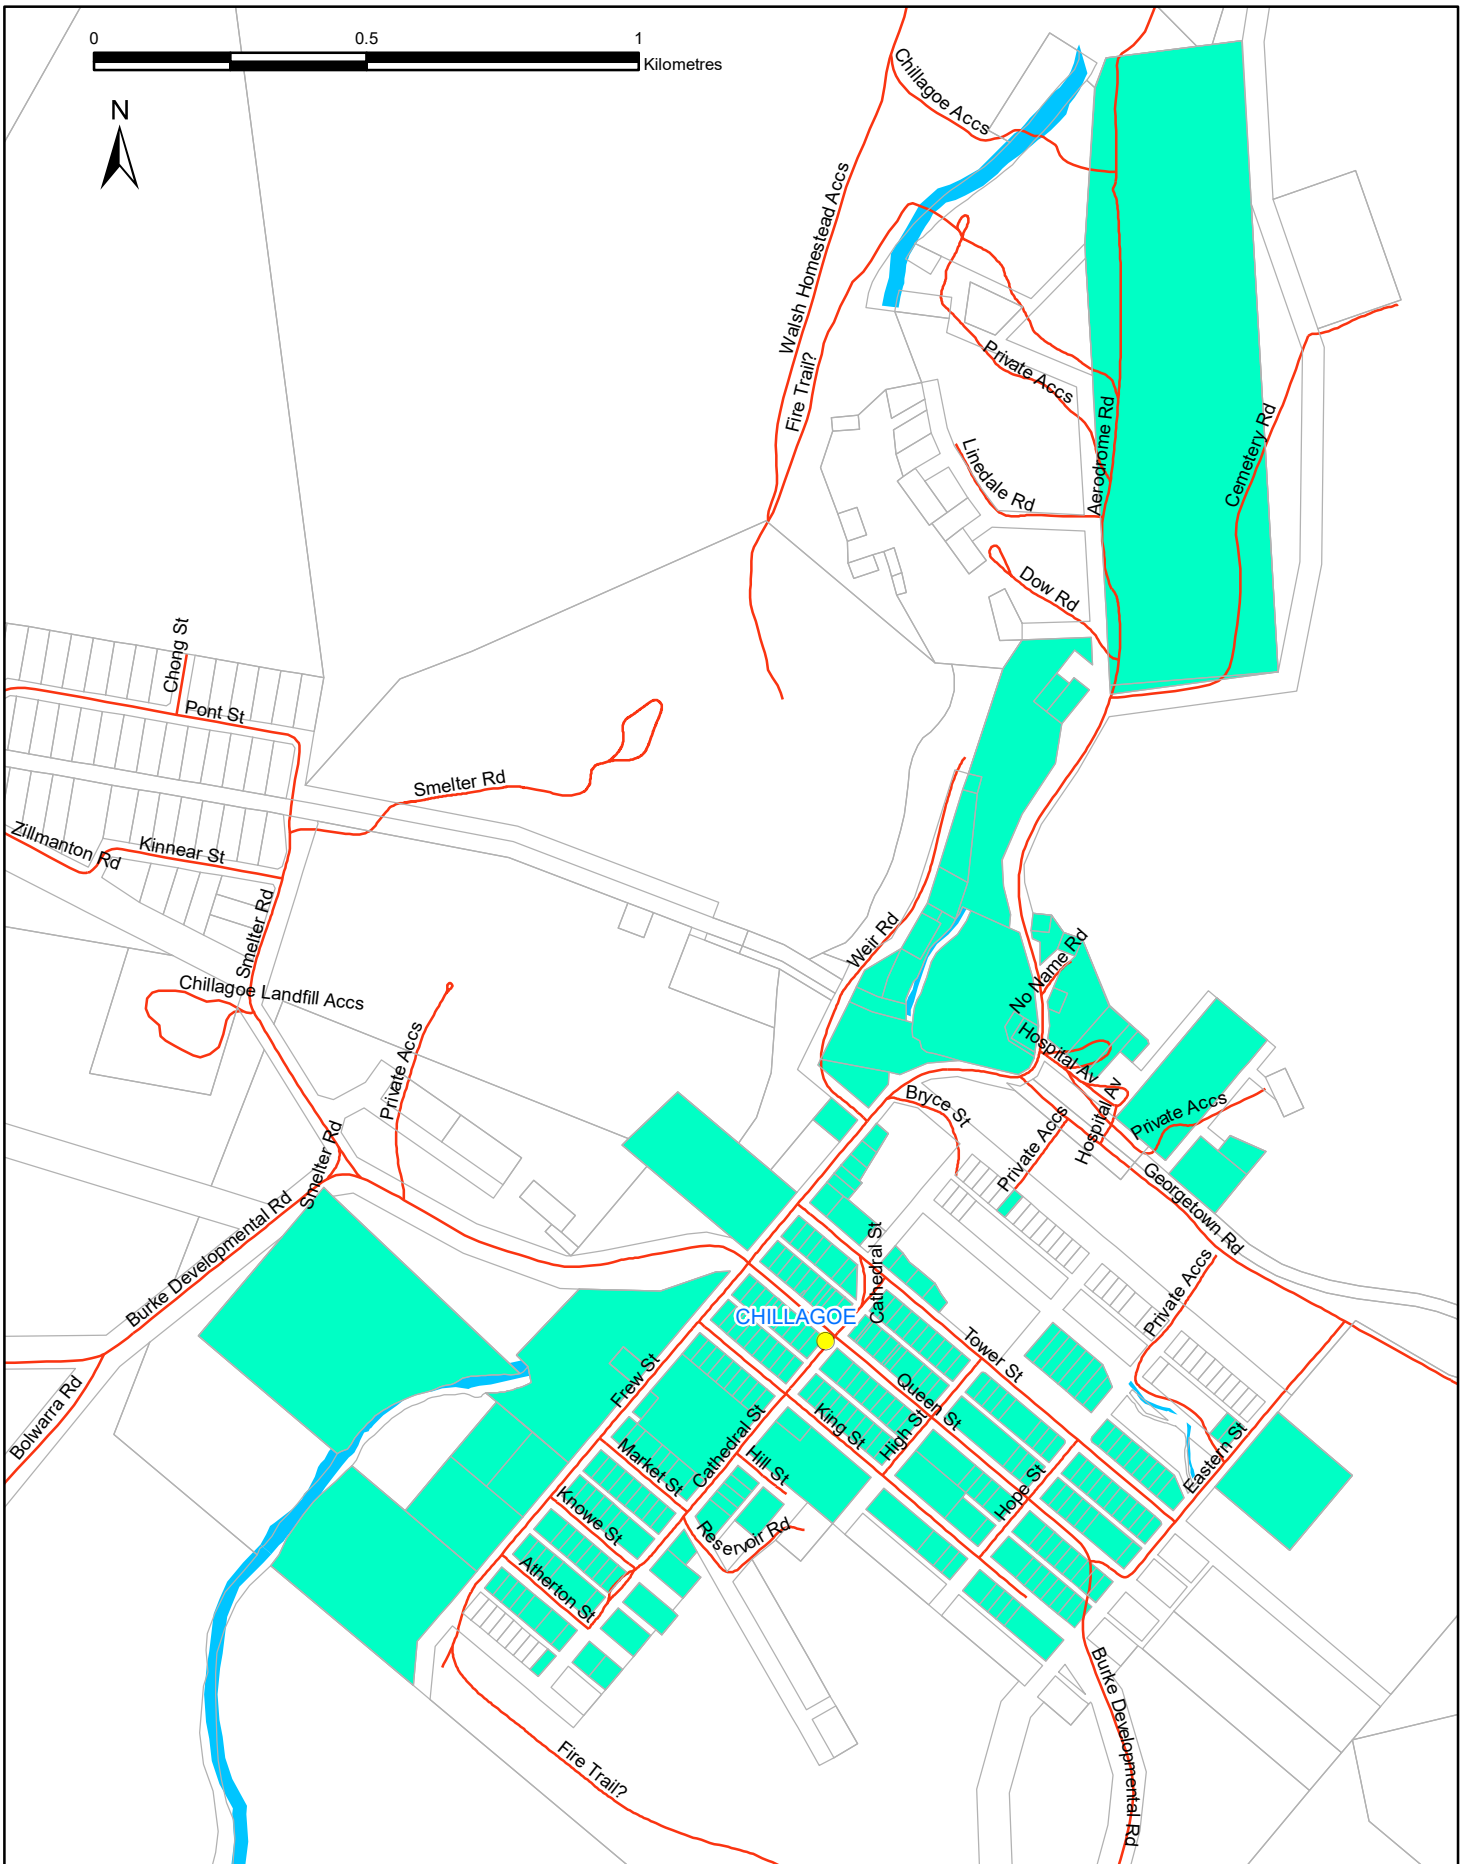 0 0.5 1
Kilometres
N
Chillagoe Accs
Walsh Homestead Accs
Fire Trail?
Private Accs
Aerodrome Rd
Cemetery Rd
Linedale Rd
Dow Rd
Chong St
Pont St
Smelter Rd
Zillmanton Rd
Kinnear St
Smelter Rd
Weir Rd
No Name Rd
Chillagoe Landfill Accs
Private Accs
Hospital Av
Bryce St
Hospital Av
Private Accs
Private Accs
Smelter Rd
Georgetown Rd
Burke Developmental Rd
Cathedral St
Private Accs
CHILLAGOE
Tower St
Frew St
Queen St
Bolwarra Rd
King St
High St
Cathedral St
Market St
Hill St
Eastern St
Hope St
Knowe St
Reservoir Rd
Atherton St
Burke Developmental Rd
Fire Trail?